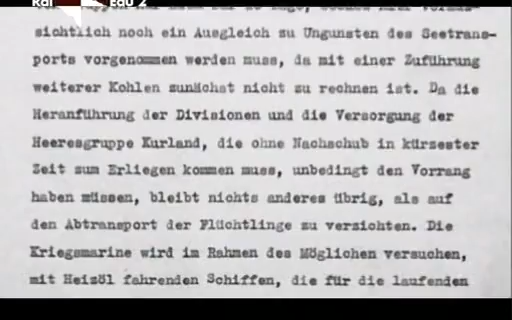 Rai Edu 2
sichtlich noch ein Ausgleich zu Ungunsten des Seetrans-
ports vorgenommen werden muss, da mit einer Zuführung
weiterer Kohlen zunächst nicht zu rechnen ist. Da die
Heranführung der Divisionen und die Versorgung der
Heeresgruppe Kurland, die ohne Nachschub in kürzester
Zeit zum Erliegen kommen muss, unbedingt den Vorrang
haben müssen, bleibt nichts anderes übrig, als auf
den Abtransport der Flüchtlinge zu verzichten. Die
Kriegsmarine wird im Rahmen des Möglichen versuchen,
mit Heizöl fahrenden Schiffen, die für die laufenden